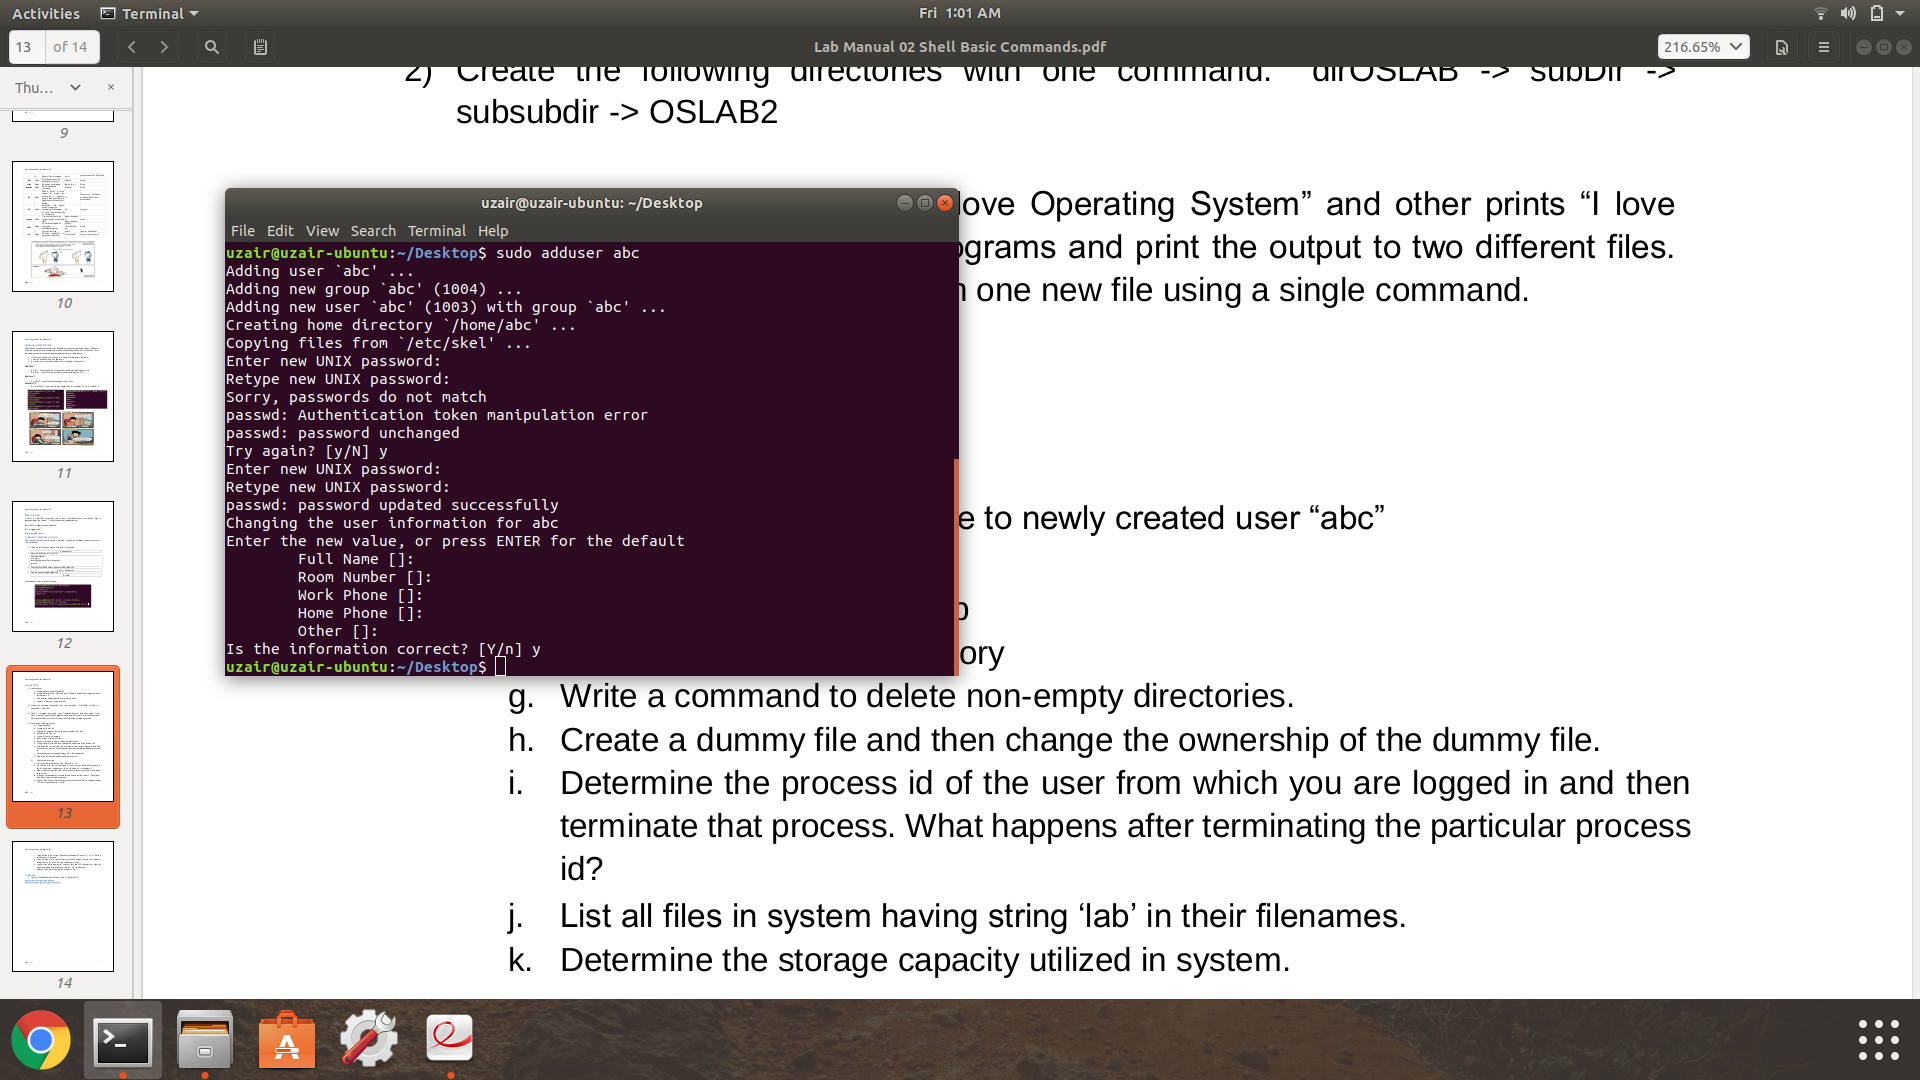 Activities Terminal Fri 1:01 AM
13 of 14 Lab Manual 02 Shell Basic Commands.pdf 216.65%
Thu...
9
10
11
12
13
14
2) Create the following directories with one command. dirOSLAB -> subDir ->
subsubdir -> OSLAB2
love Operating System” and other prints “I love
ograms and print the output to two different files.
one new file using a single command.
e to newly created user “abc”
ory
g. Write a command to delete non-empty directories.
h. Create a dummy file and then change the ownership of the dummy file.
i. Determine the process id of the user from which you are logged in and then
terminate that process. What happens after terminating the particular process
id?
j. List all files in system having string ‘lab’ in their filenames.
k. Determine the storage capacity utilized in system.
uzair@uzair-ubuntu: ~/Desktop
File Edit View Search Terminal Help
uzair@uzair-ubuntu:~/Desktop$ sudo adduser abc
Adding user `abc' ...
Adding new group `abc' (1004) ...
Adding new user `abc' (1003) with group `abc' ...
Creating home directory `/home/abc' ...
Copying files from `/etc/skel' ...
Enter new UNIX password:
Retype new UNIX password:
Sorry, passwords do not match
passwd: Authentication token manipulation error
passwd: password unchanged
Try again? [y/N] y
Enter new UNIX password:
Retype new UNIX password:
passwd: password updated successfully
Changing the user information for abc
Enter the new value, or press ENTER for the default
Full Name []:
Room Number []:
Work Phone []:
Home Phone []:
Other []:
Is the information correct? [Y/n] y
uzair@uzair-ubuntu:~/Desktop$